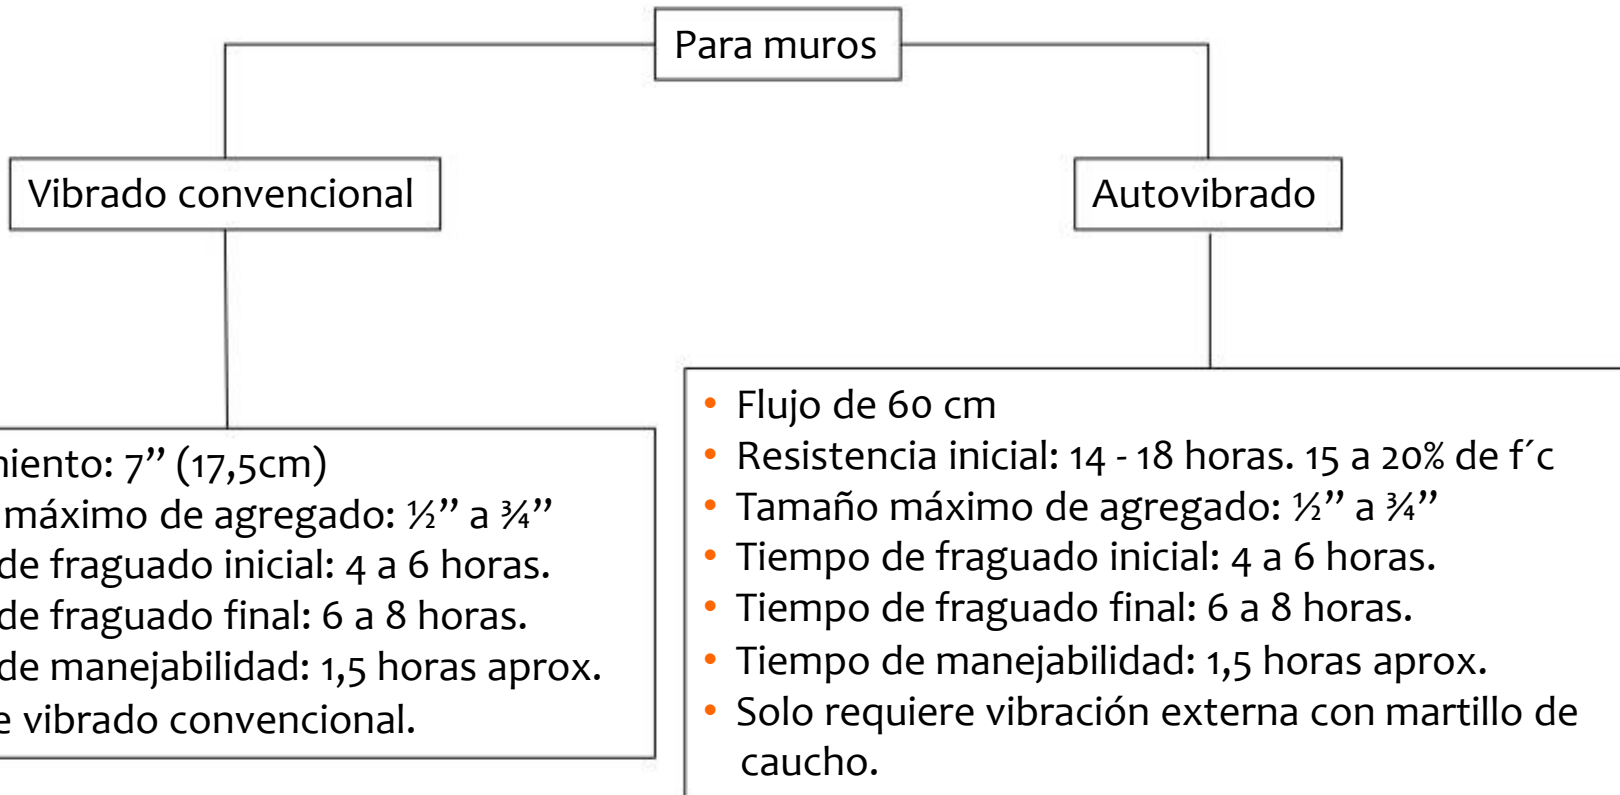 Para muros
Vibrado convencional
Autovibrado
miento: 7” (17,5cm)
máximo de agregado: ½” a ¾”
de fraguado inicial: 4 a 6 horas.
de fraguado final: 6 a 8 horas.
de manejabilidad: 1,5 horas aprox.
e vibrado convencional.
• Flujo de 60 cm
• Resistencia inicial: 14 - 18 horas. 15 a 20% de f´c
• Tamaño máximo de agregado: ½” a ¾”
• Tiempo de fraguado inicial: 4 a 6 horas.
• Tiempo de fraguado final: 6 a 8 horas.
• Tiempo de manejabilidad: 1,5 horas aprox.
• Solo requiere vibración externa con martillo de
caucho.